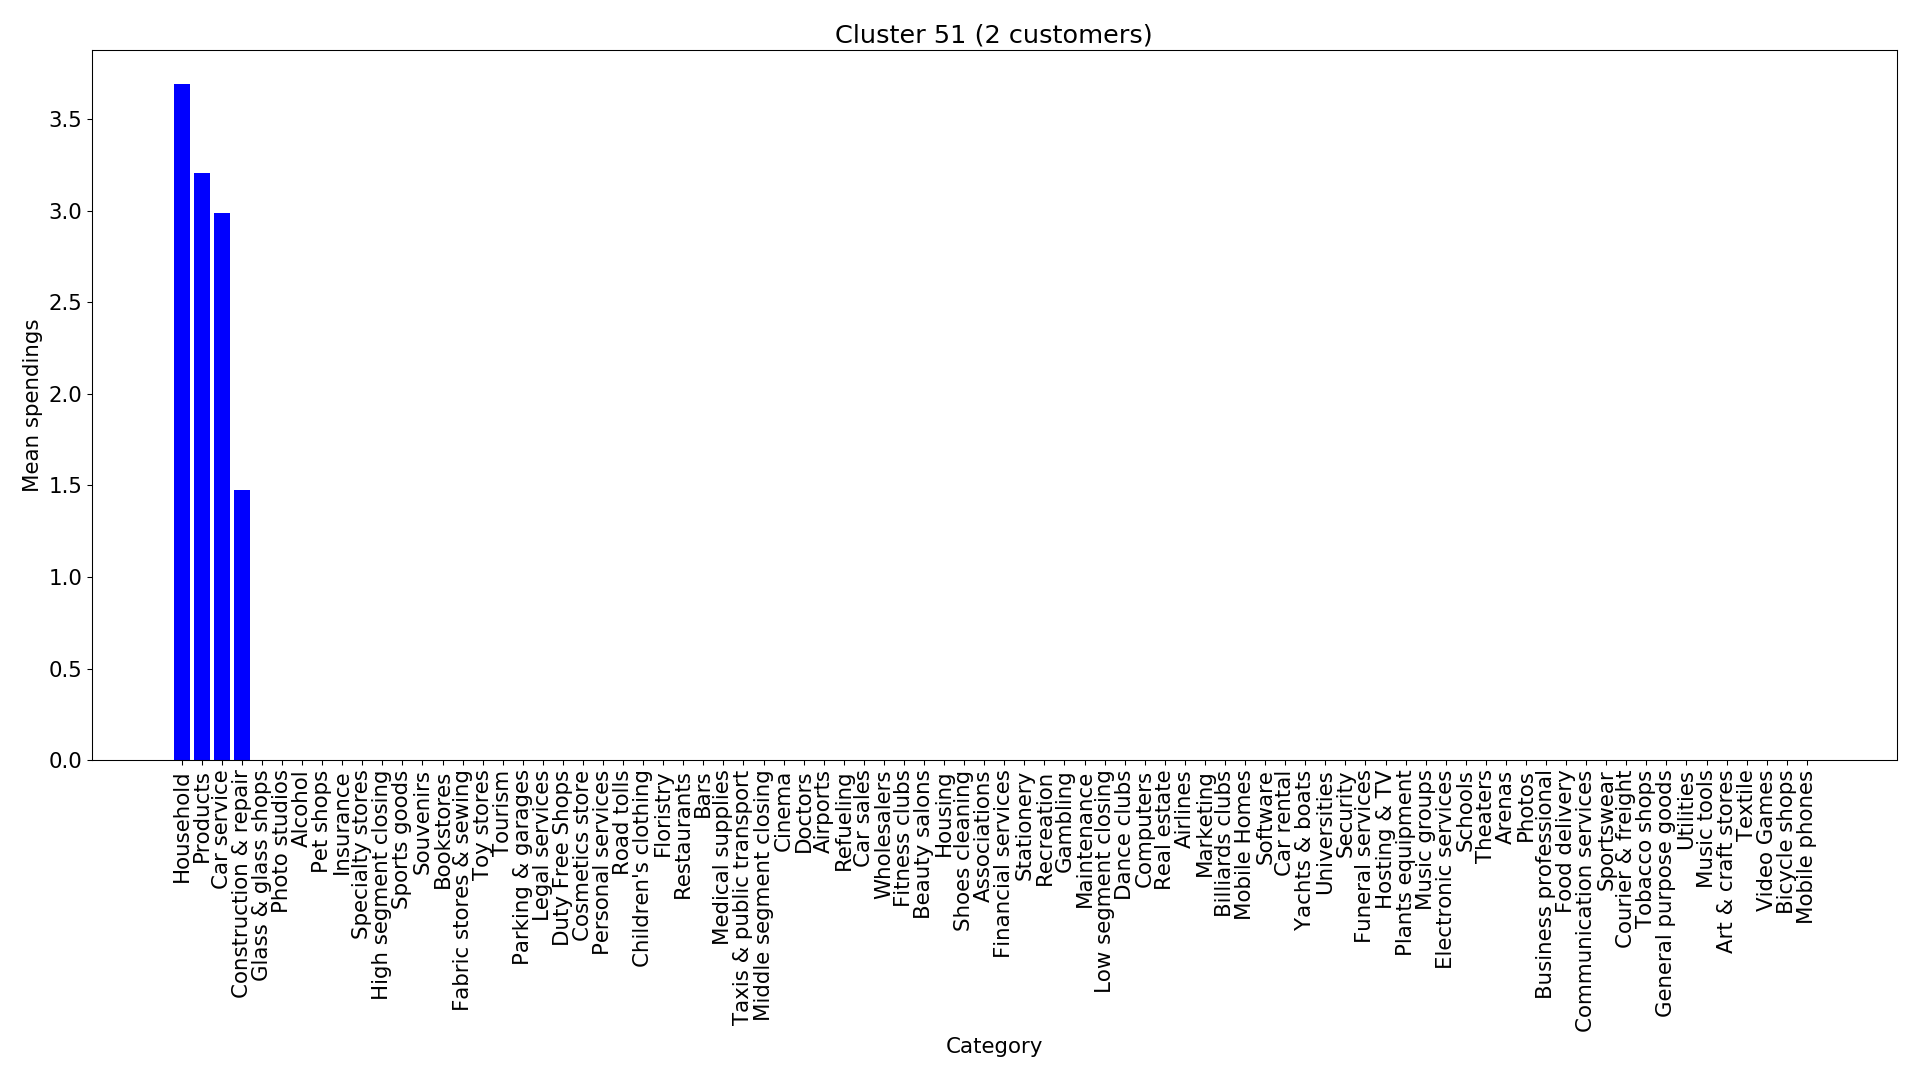 Cluster 51 (2 customers)
Mean spendings
3.5
3.0
2.5
2.0
1.5
1.0
0.5
0.0
Household
Products
Car service
Construction & repair
Glass & glass shops
Photo studios
Alcohol
Pet shops
Insurance
Specialty stores
High segment closing
Sports goods
Souvenirs
Bookstores
Fabric stores & sewing
Toy stores
Tourism
Parking & garages
Legal services
Duty Free Shops
Cosmetics store
Personal services
Road tolls
Children's clothing
Floristry
Restaurants
Bars
Medical supplies
Taxis & public transport
Middle segment closing
Cinema
Doctors
Airports
Refueling
Car sales
Wholesalers
Fitness clubs
Beauty salons
Housing
Shoes cleaning
Associations
Financial services
Stationery
Recreation
Gambling
Maintenance
Low segment closing
Dance clubs
Computers
Real estate
Airlines
Marketing
Billiards clubs
Mobile Homes
Software
Car rental
Yachts & boats
Universities
Security
Funeral services
Hosting & TV
Plants equipment
Music groups
Electronic services
Schools
Theaters
Arenas
Photos
Business professional
Food delivery
Communication services
Sportswear
Courier & freight
Tobacco shops
General purpose goods
Utilities
Music tools
Art & craft stores
Textile
Video Games
Bicycle shops
Mobile phones
Category